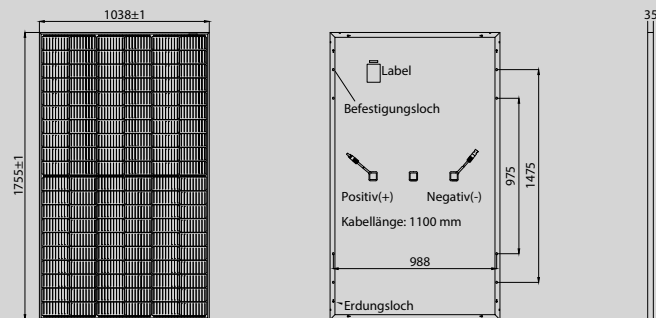 1038±1
1755±1
Label
Befestigungsloch
Positiv(+)
Negativ(-)
Kabellänge: 1100 mm
988
Erdungsloch
975
1475
35